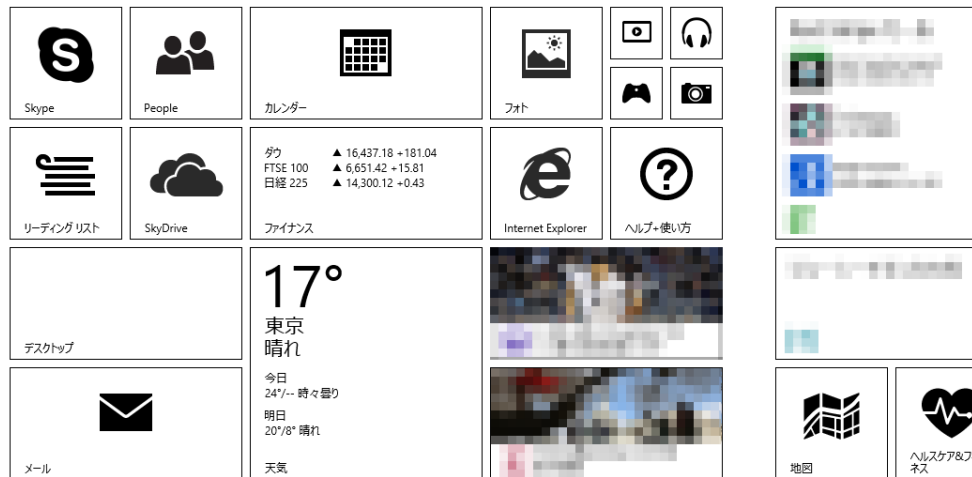 Skype
People
カレンダー
フォト
リーディング リスト
SkyDrive
ダウ ▲ 16,437.18 +181.04
FTSE 100 ▲ 6,651.42 +15.81
日経 225 ▲ 14,300.12 +0.43
ファイナンス
Internet Explorer
ヘルプ+使い方
デスクトップ
17°
東京
晴れ
今日
24°/-- 時々曇り
明日
20°/8° 晴れ
天気
メール
地図
ヘルスケア&フ
ネス